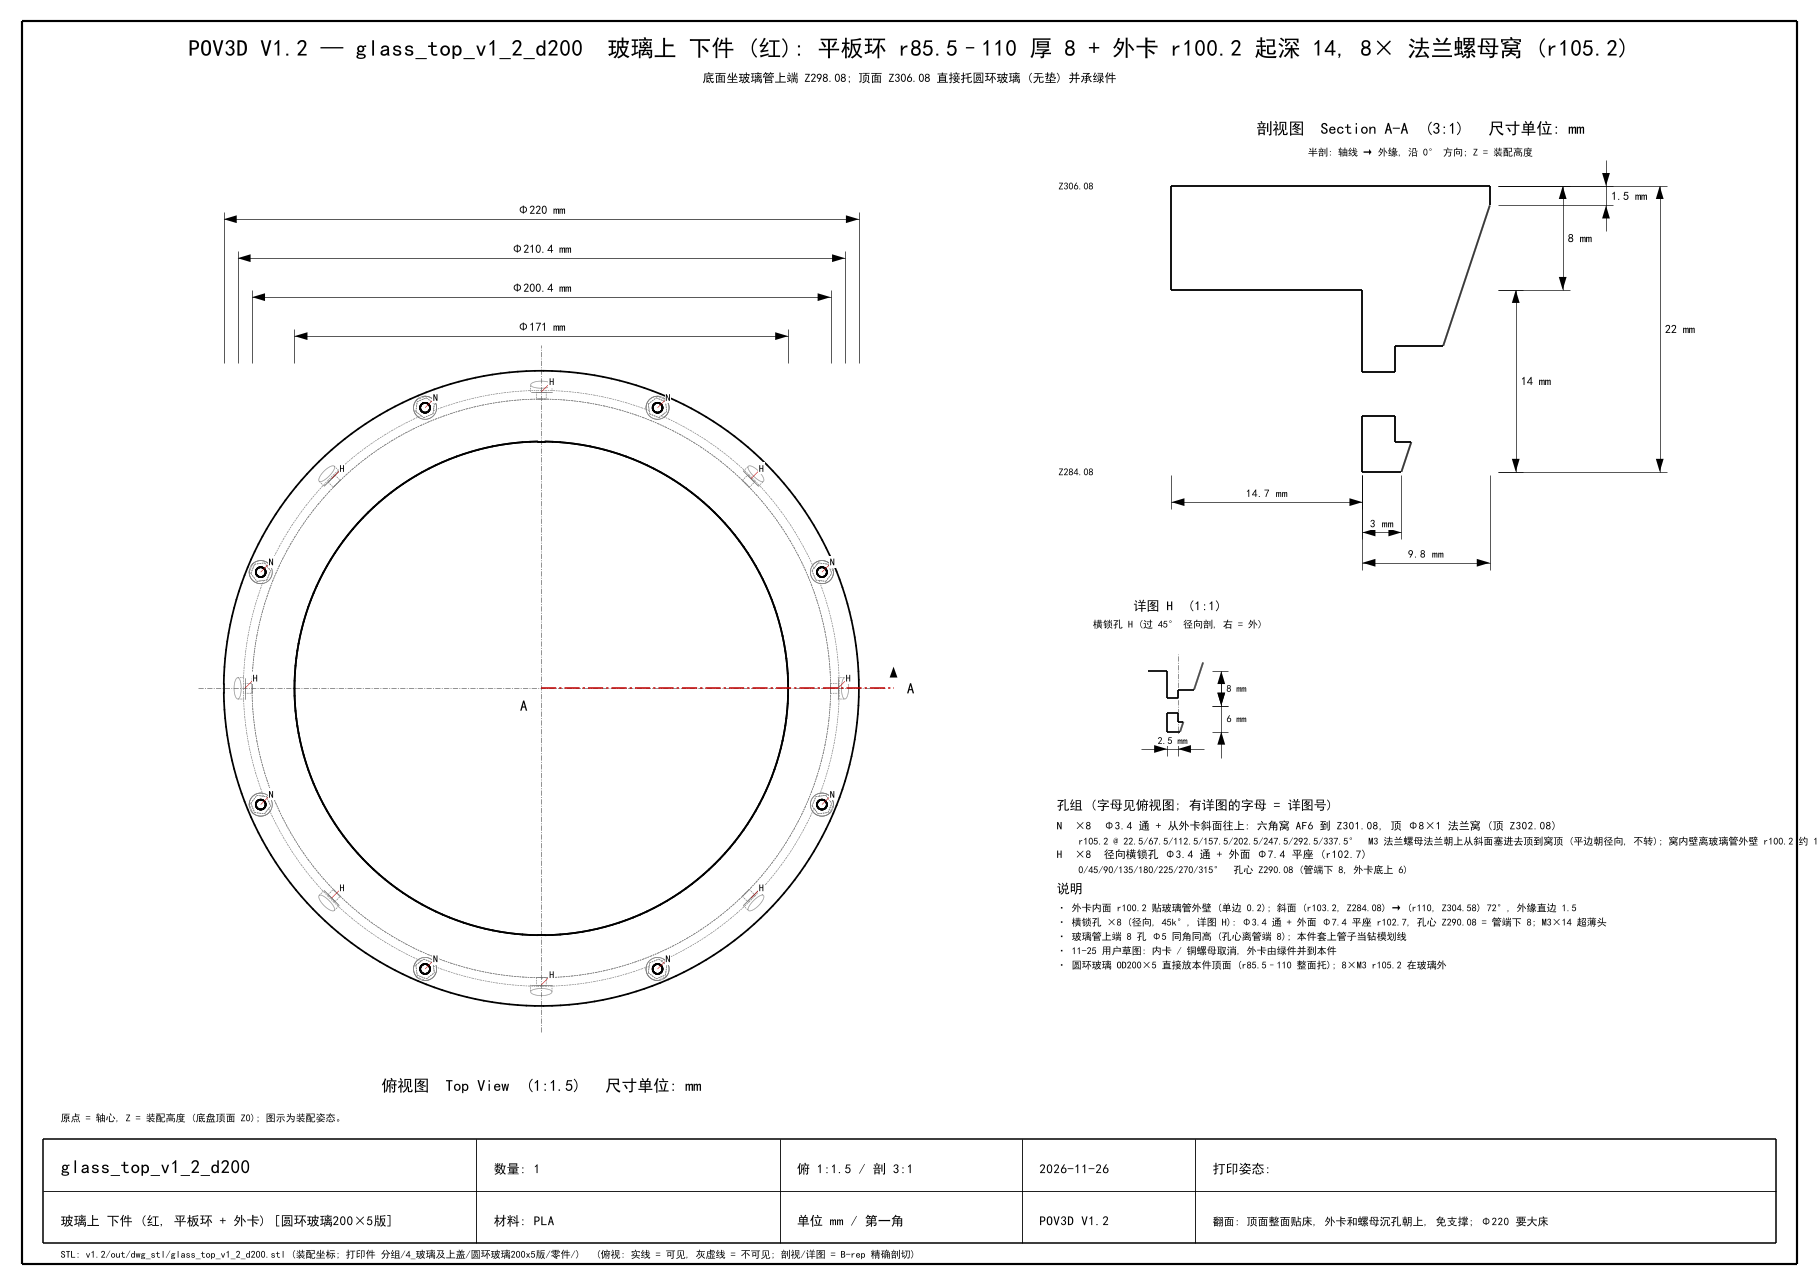 POV3D V1.2 — glass_top_v1_2_d200 玻璃上 下件 (红): 平板环 r85.5–110 厚 8 + 外卡 r100.2 起深 14, 8× 法兰螺母窝 (r105.2)
底面坐玻璃管上端 Z298.08; 顶面 Z306.08 直接托圆环玻璃 (无垫) 并承绿件
剖视图 Section A-A (3:1) 尺寸单位: mm
半剖: 轴线 → 外缘, 沿 0° 方向; Z = 装配高度
Z306.08
1.5 mm
8 mm
22 mm
14 mm
Z284.08
14.7 mm
3 mm
9.8 mm
Φ220 mm
Φ210.4 mm
Φ200.4 mm
Φ171 mm
H
N
N
H
H
N
N
H
H
A
A
N
N
H
H
N
N
H
俯视图 Top View (1:1.5) 尺寸单位: mm
详图 H (1:1)
横锁孔 H (过 45° 径向剖, 右 = 外)
8 mm
6 mm
2.5 mm
孔组 (字母见俯视图; 有详图的字母 = 详图号)
N ×8 Φ3.4 通 + 从外卡斜面往上: 六角窝 AF6 到 Z301.08, 顶 Φ8×1 法兰窝 (顶 Z302.08)
r105.2 @ 22.5/67.5/112.5/157.5/202.5/247.5/292.5/337.5° M3 法兰螺母法兰朝上从斜面塞进去顶到窝顶 (平边朝径向, 不转); 窝内壁离玻璃管外壁 r100.2 约 1
H ×8 径向横锁孔 Φ3.4 通 + 外面 Φ7.4 平座 (r102.7)
0/45/90/135/180/225/270/315° 孔心 Z290.08 (管端下 8, 外卡底上 6)
说明
· 外卡内面 r100.2 贴玻璃管外壁 (单边 0.2); 斜面 (r103.2, Z284.08) → (r110, Z304.58) 72°, 外缘直边 1.5
· 横锁孔 ×8 (径向, 45k°, 详图 H): Φ3.4 通 + 外面 Φ7.4 平座 r102.7, 孔心 Z290.08 = 管端下 8; M3×14 超薄头
· 玻璃管上端 8 孔 Φ5 同角同高 (孔心离管端 8); 本件套上管子当钻模划线
· 11-25 用户草图: 内卡 / 铜螺母取消, 外卡由绿件并到本件
· 圆环玻璃 OD200×5 直接放本件顶面 (r85.5–110 整面托); 8×M3 r105.2 在玻璃外
原点 = 轴心, Z = 装配高度 (底盘顶面 Z0); 图示为装配姿态。
glass_top_v1_2_d200
数量: 1
俯 1:1.5 / 剖 3:1
2026-11-26
打印姿态:
玻璃上 下件 (红, 平板环 + 外卡) [圆环玻璃200×5版]
材料: PLA
单位 mm / 第一角
POV3D V1.2
翻面: 顶面整面贴床, 外卡和螺母沉孔朝上, 免支撑; Φ220 要大床
STL: v1.2/out/dwg_stl/glass_top_v1_2_d200.stl (装配坐标; 打印件 分组/4_玻璃及上盖/圆环玻璃200x5版/零件/) (俯视: 实线 = 可见, 灰虚线 = 不可见; 剖视/详图 = B-rep 精确剖切)